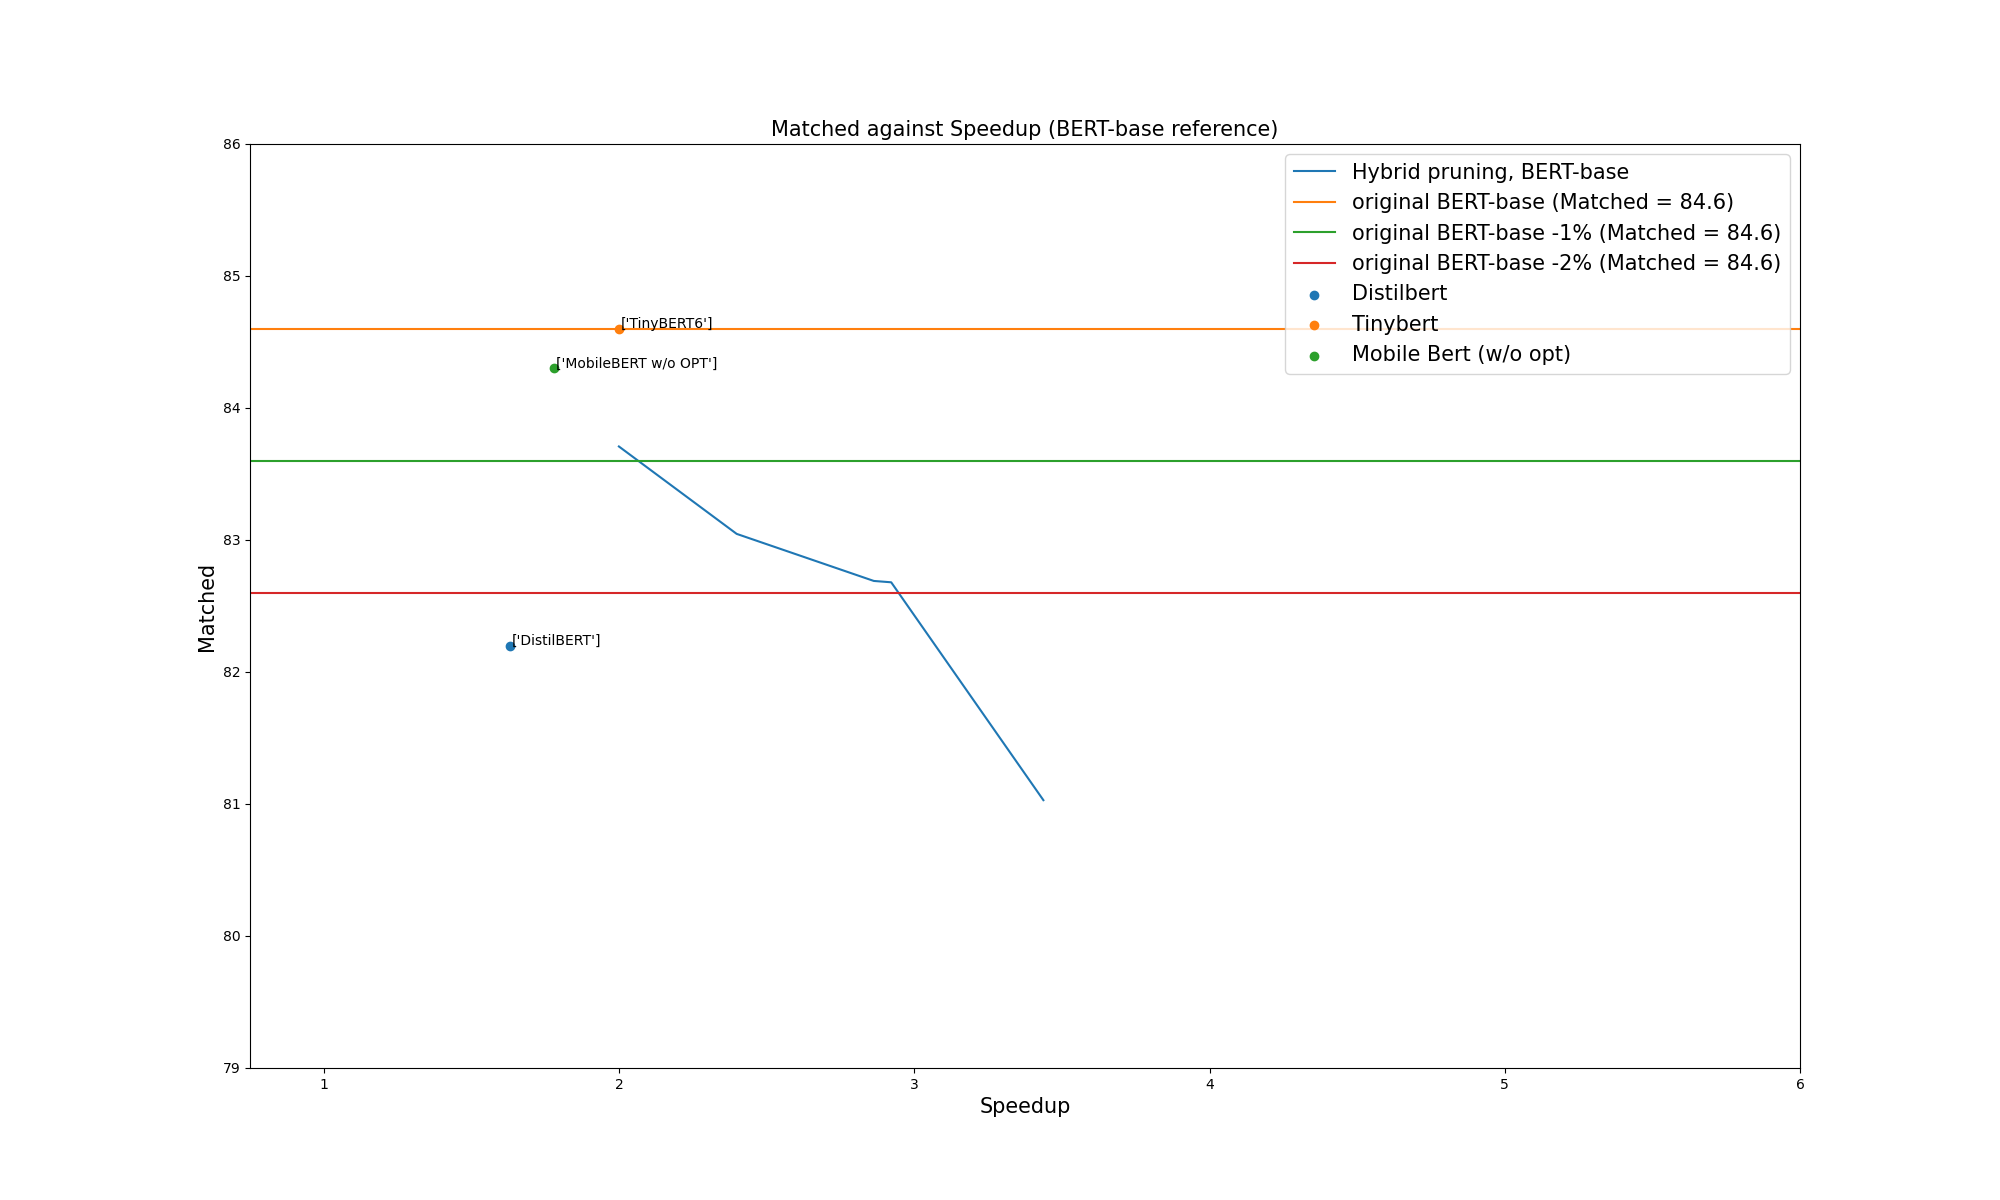 Matched against Speedup (BERT-base reference)
86
85
84
83
82
81
80
79
Matched
Hybrid pruning, BERT-base
original BERT-base (Matched = 84.6)
original BERT-base -1% (Matched = 84.6)
original BERT-base -2% (Matched = 84.6)
Distilbert
Tinybert
Mobile Bert (w/o opt)
['TinyBERT6']
['MobileBERT w/o OPT']
['DistilBERT']
1 2 3 4 5 6
Speedup